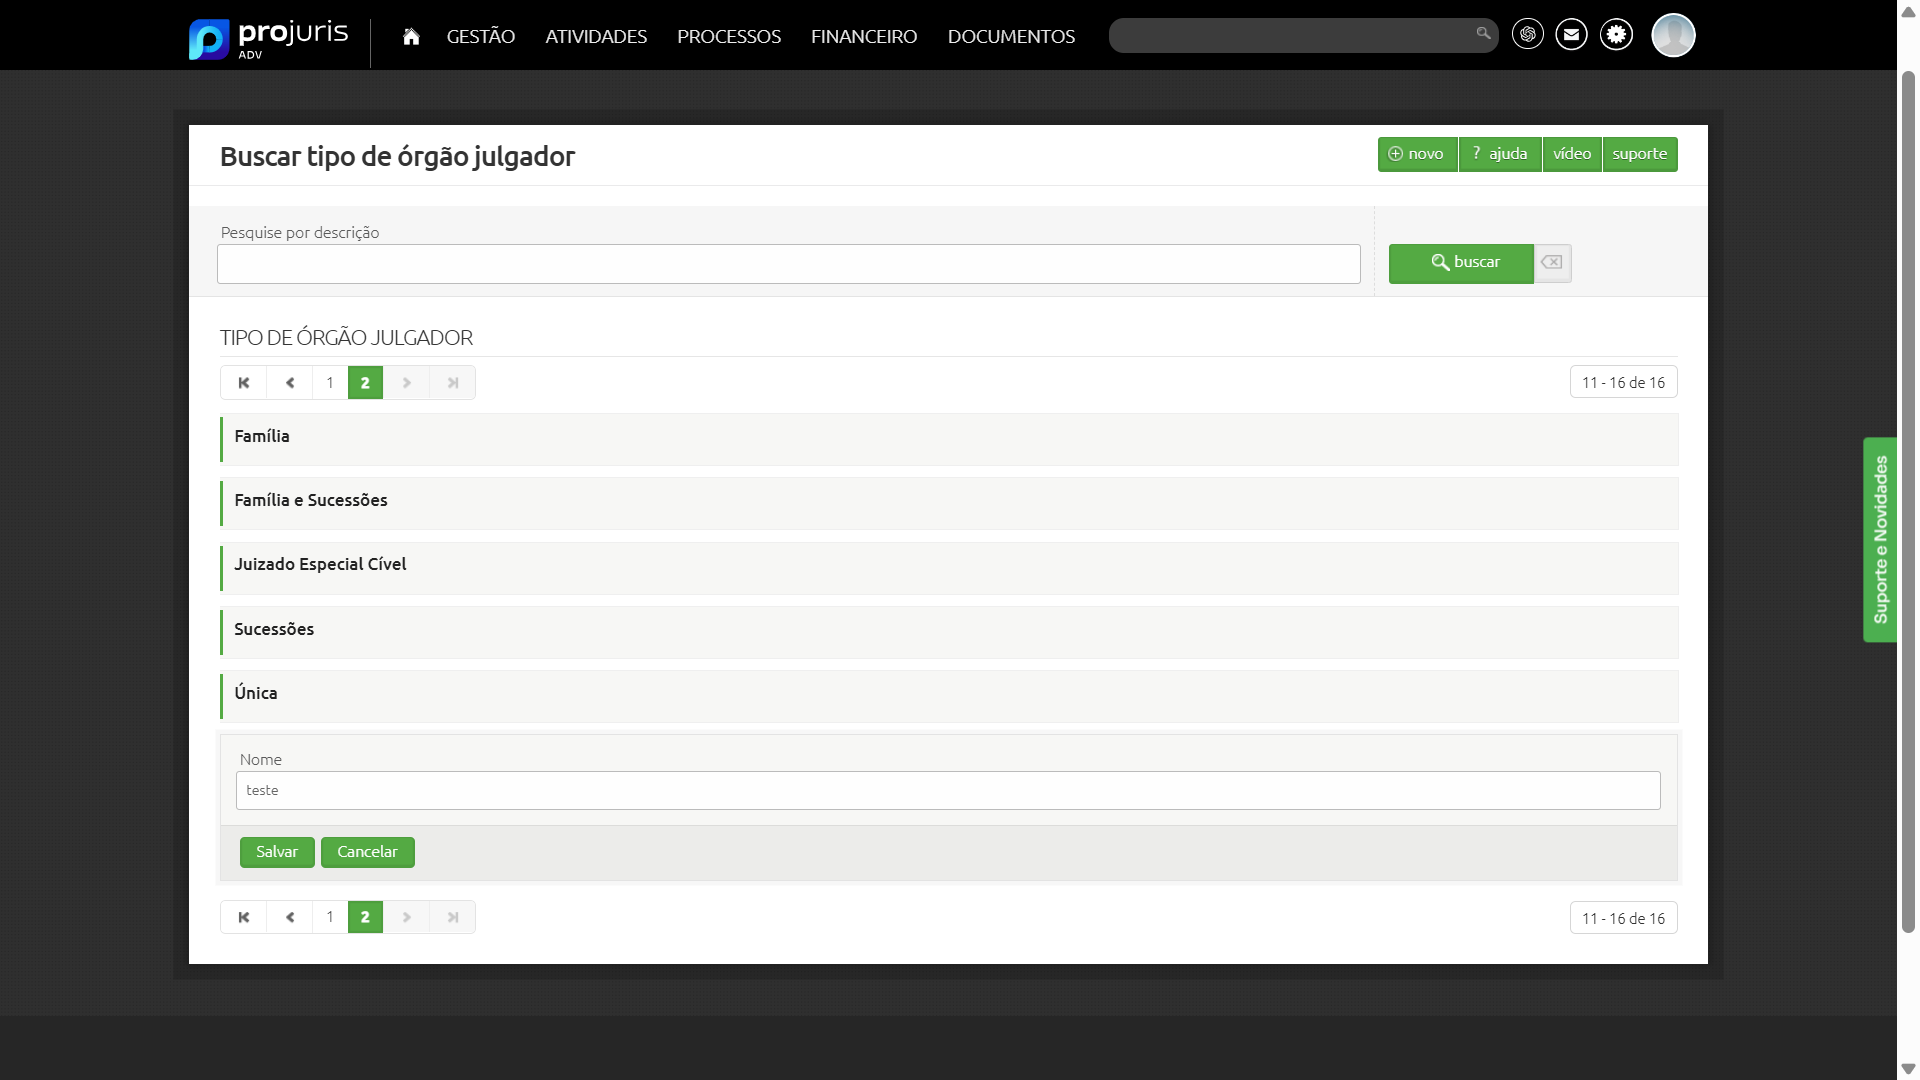 projuris
ADV
GESTÃO ATIVIDADES PROCESSOS FINANCEIRO DOCUMENTOS
Buscar tipo de órgão julgador
novo ? ajuda vídeo suporte
Pesquise por descrição
buscar
TIPO DE ÓRGÃO JULGADOR
1 2
11 - 16 de 16
Família
Família e Sucessões
Juizado Especial Cível
Sucessões
Única
Nome
teste
Salvar Cancelar
1 2
11 - 16 de 16
Suporte e Novidades